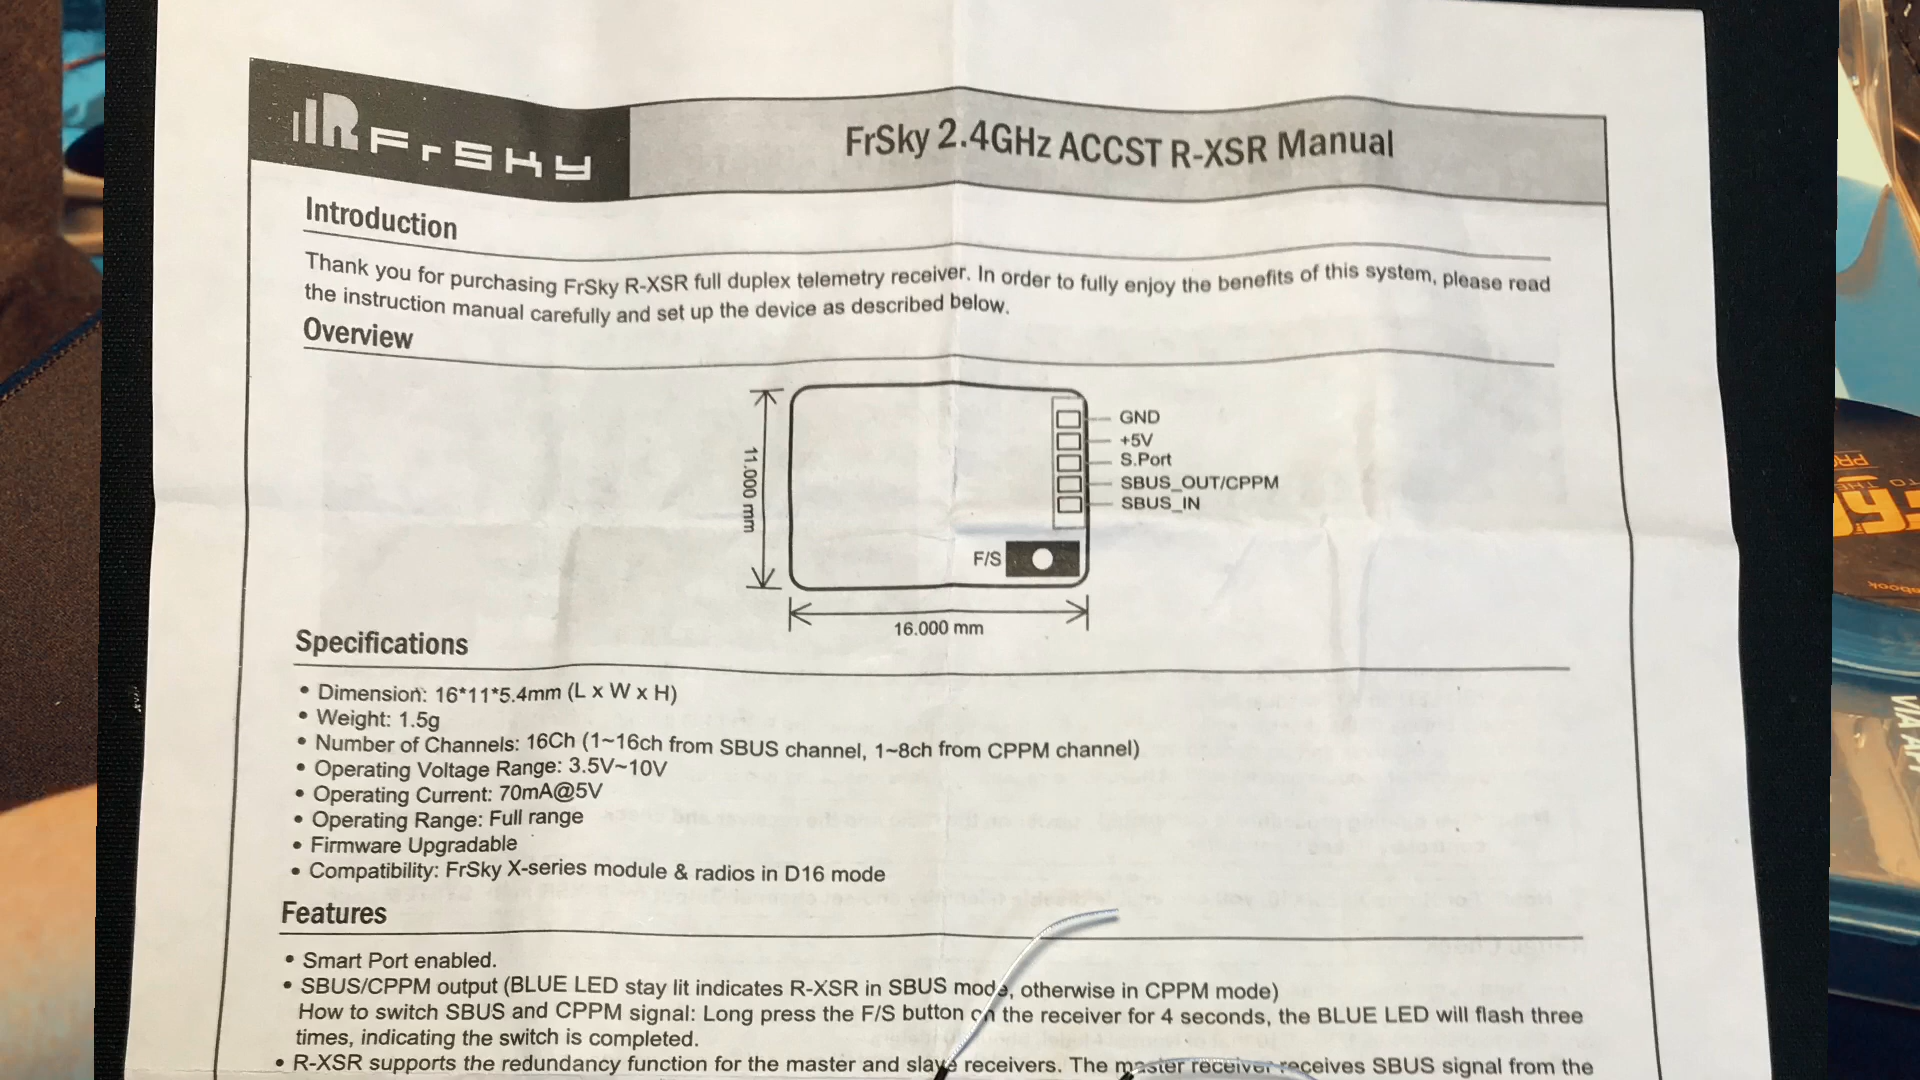 FrSky
FrSky 2.4GHz ACCST R-XSR Manual
Introduction
Thank you for purchasing FrSky R-XSR full duplex telemetry receiver. In order to fully enjoy the benefits of this system, please read
the instruction manual carefully and set up the device as described below.
Overview
11.000 mm
GND
+5V
S.Port
SBUS_OUT/CPPM
SBUS_IN
F/S
16.000 mm
Specifications
• Dimension: 16*11*5.4mm (L x W x H)
• Weight: 1.5g
• Number of Channels: 16Ch (1~16ch from SBUS channel, 1~8ch from CPPM channel)
• Operating Voltage Range: 3.5V~10V
• Operating Current: 70mA@5V
• Operating Range: Full range
• Firmware Upgradable
• Compatibility: FrSky X-series module & radios in D16 mode
Features
• Smart Port enabled.
• SBUS/CPPM output (BLUE LED stay lit indicates R-XSR in SBUS mode, otherwise in CPPM mode)
How to switch SBUS and CPPM signal: Long press the F/S button on the receiver for 4 seconds, the BLUE LED will flash three
times, indicating the switch is completed.
• R-XSR supports the redundancy function for the master and slave receivers. The master receiver receives SBUS signal from the